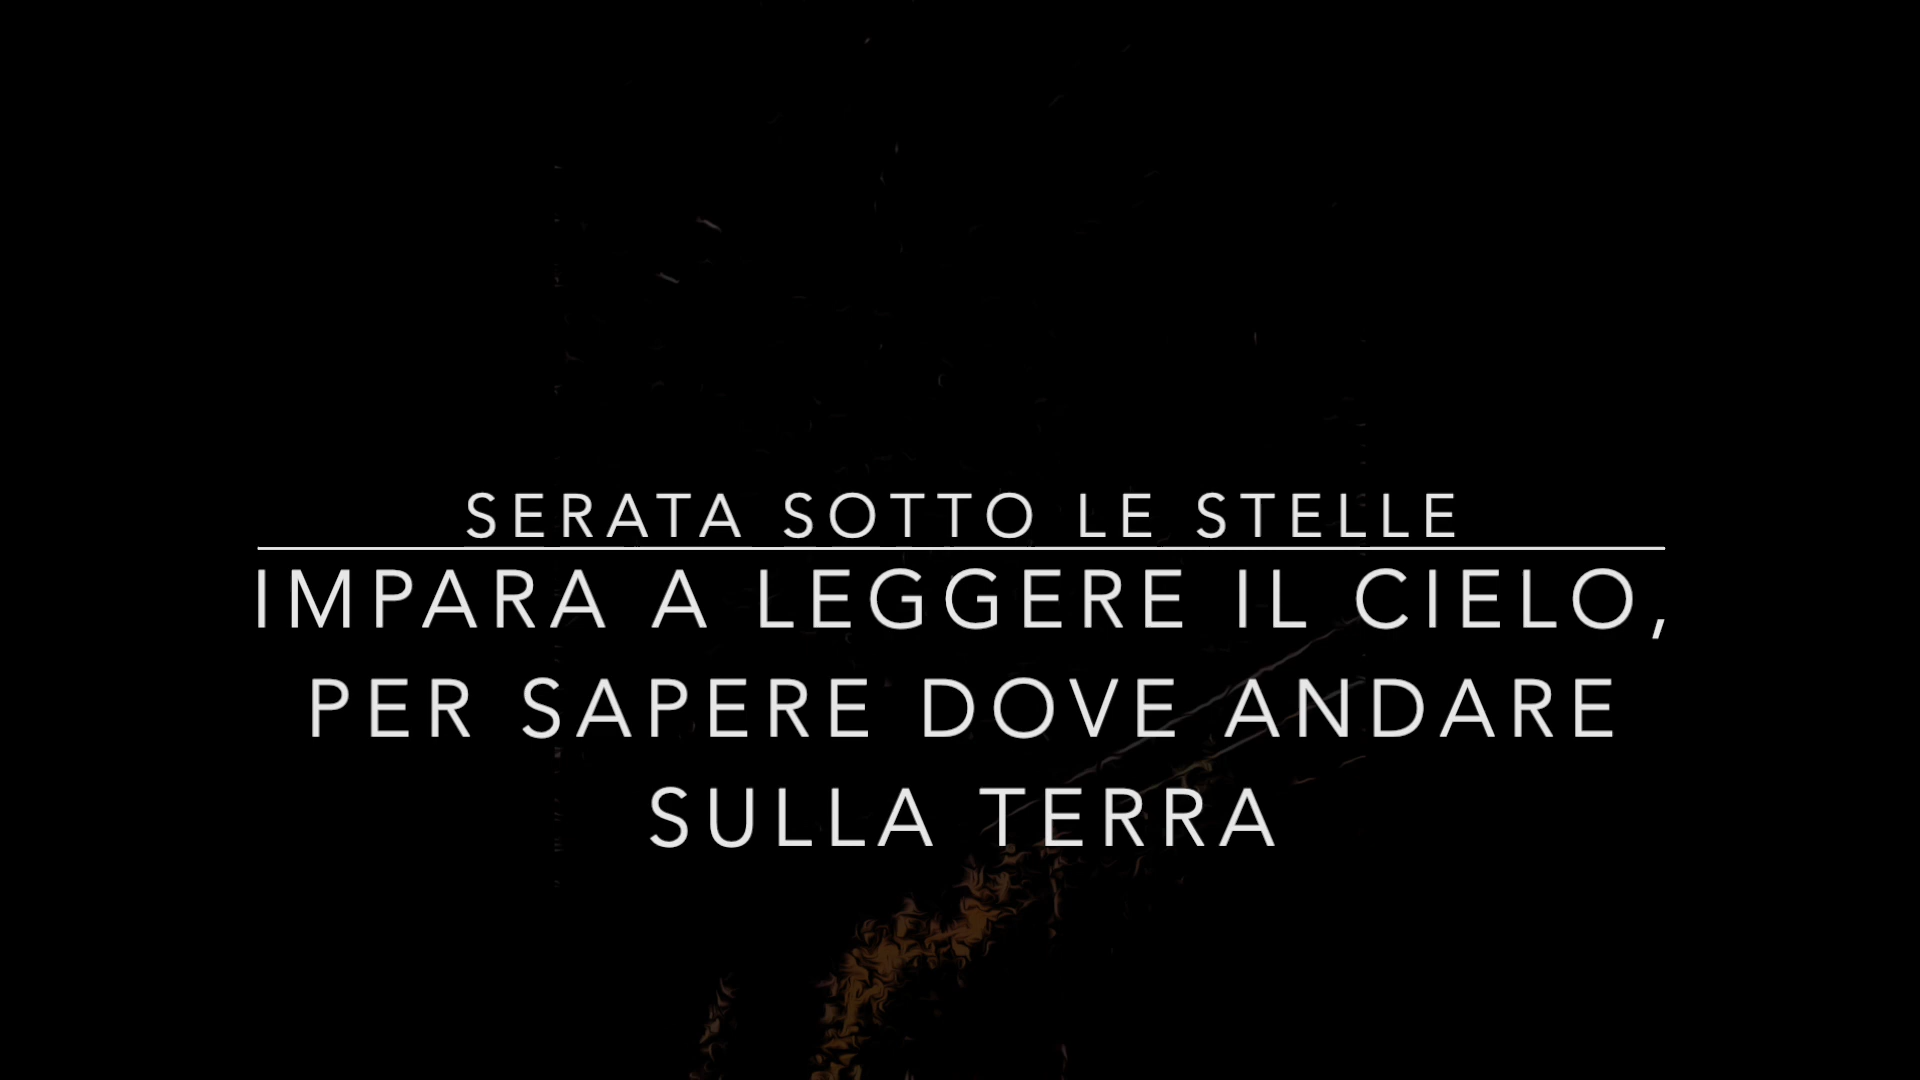 SERATA SOTTO LE STELLE
IMPARA A LEGGERE IL CIELO,
PER SAPERE DOVE ANDARE
SULLA TERRA